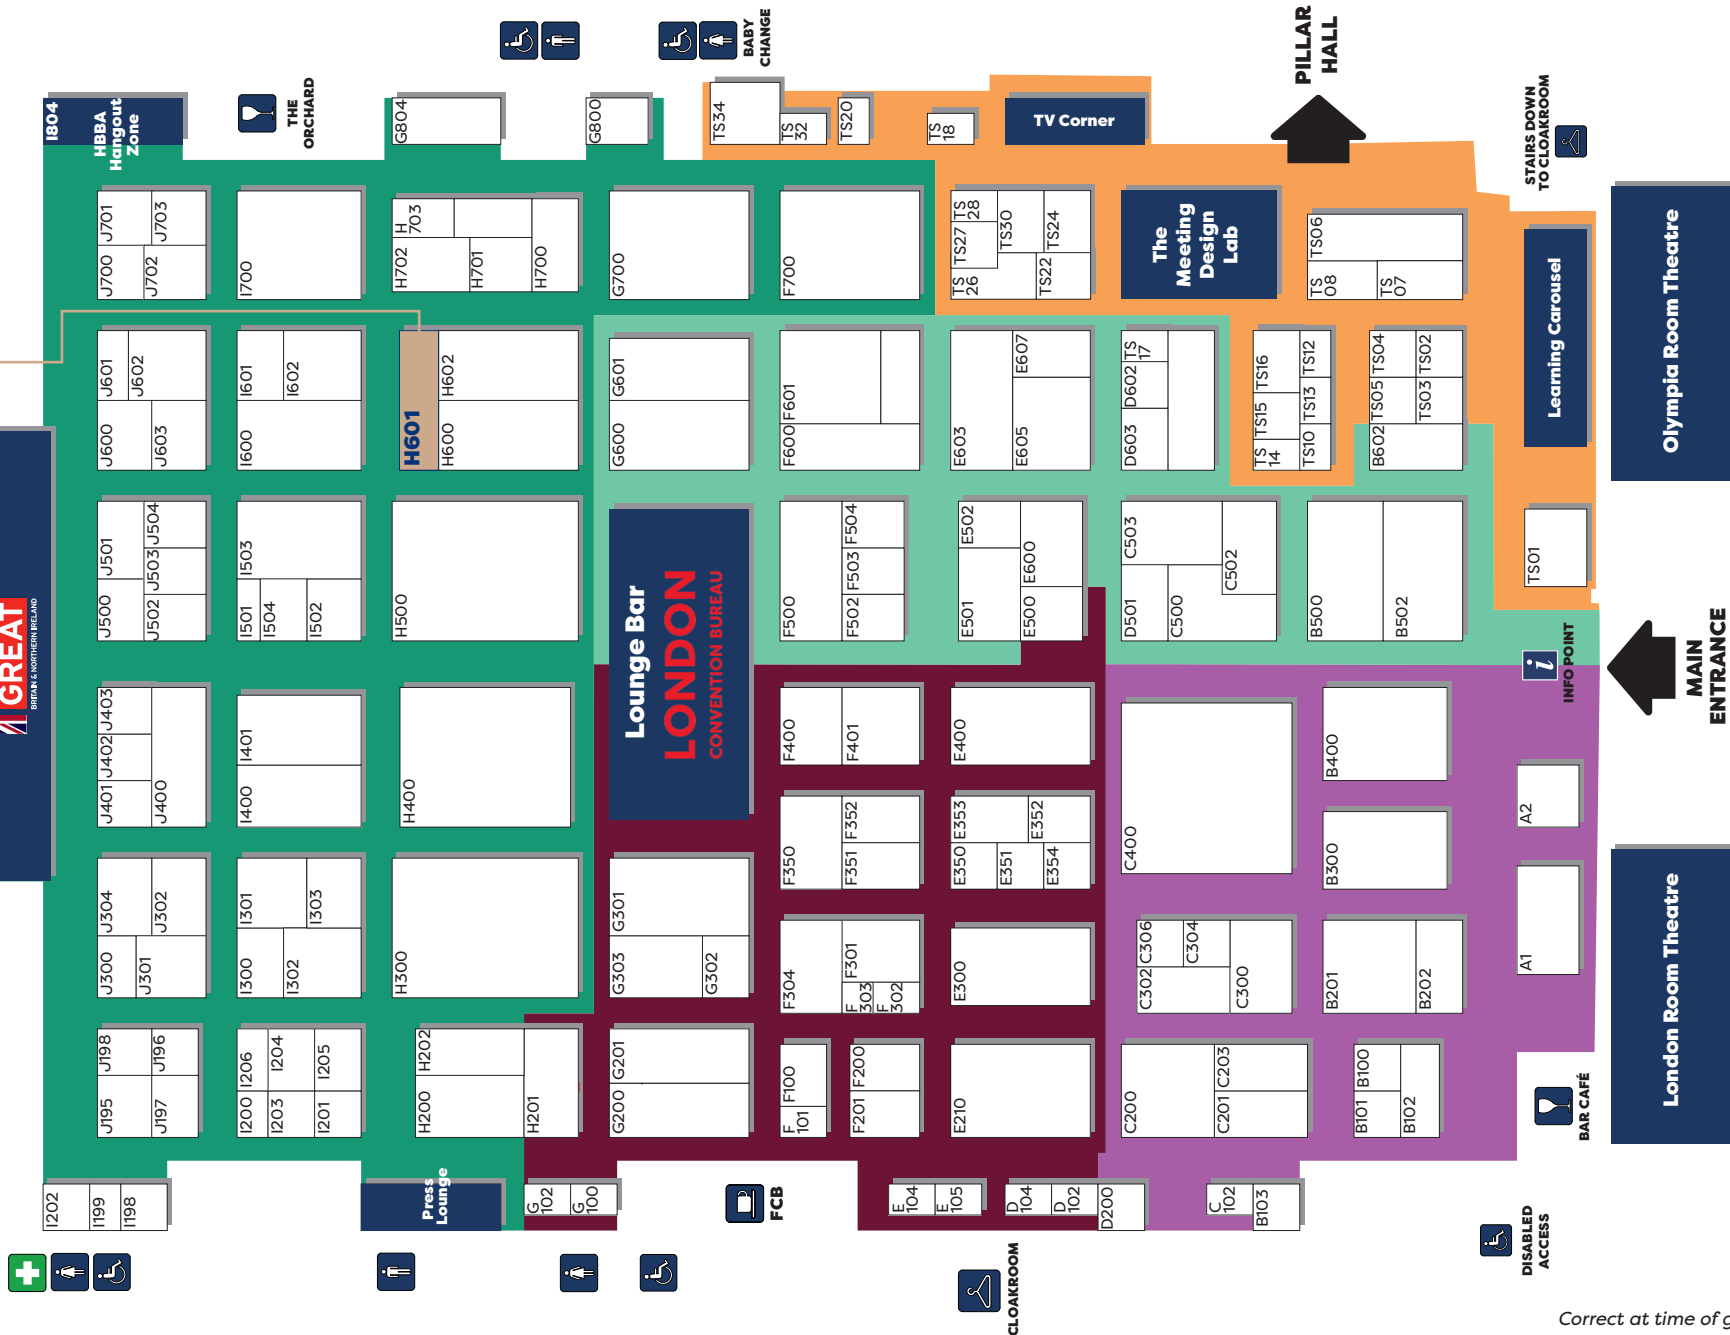 I804
HBBA
Hangout
Zone
THE
ORCHARD
G804
G800
BABY
CHANGE
TS34
TS
32
TS20
TS
18
TV Corner
PILLAR
HALL
STAIRS DOWN
TO CLOAKROOM
J701
J703
J700
J702
I700
H
703
H702
H701
H700
G700
F700
TS
28
TS27
TS30
TS24
TS
26
TS22
The
Meeting
Design
Lab
TS06
TS
08
TS
07
Learning Carousel
Olympia Room Theatre
J601
J602
J600
J603
I601
I602
I600
H601
H602
H600
G601
G600
F601
F600
E607
E603
E605
TS
17
D602
D603
TS16
TS12
TS15
TS13
TS
14
TS10
TS04
TS02
TS05
TS03
B602
GREAT
BRITAIN & NORTHERN IRELAND
J501
J504
J503
J500
J502
I503
I501
I504
I502
H500
Lounge Bar
LONDON
CONVENTION BUREAU
F504
F503
F500
F502
E502
E600
E501
E500
C503
C502
D501
C500
B500
B502
TS01
INFO POINT
MAIN
ENTRANCE
J403
J402
J401
J400
I401
I400
H400
F400
F401
E400
C400
B400
A2
J304
J302
J300
J301
I301
I303
I300
I302
H300
G301
G303
G302
F350
F352
F351
E353
E352
E350
E351
E354
B300
F304
F301
F
303
F
302
E300
C306
C304
C302
C300
B201
B202
A1
London Room Theatre
J198
J196
J195
J197
I206
I204
I205
I200
I203
I201
H202
H200
H201
G201
G200
F100
F
101
F200
F201
E210
C200
C203
C201
B100
B101
B102
BAR CAFÉ
I202
I199
I198
Press
Lounge
G
102
G
100
FCB
E
104
E
105
D
104
D
102
D200
C
102
B103
CLOAKROOM
DISABLED
ACCESS
Correct at time of g